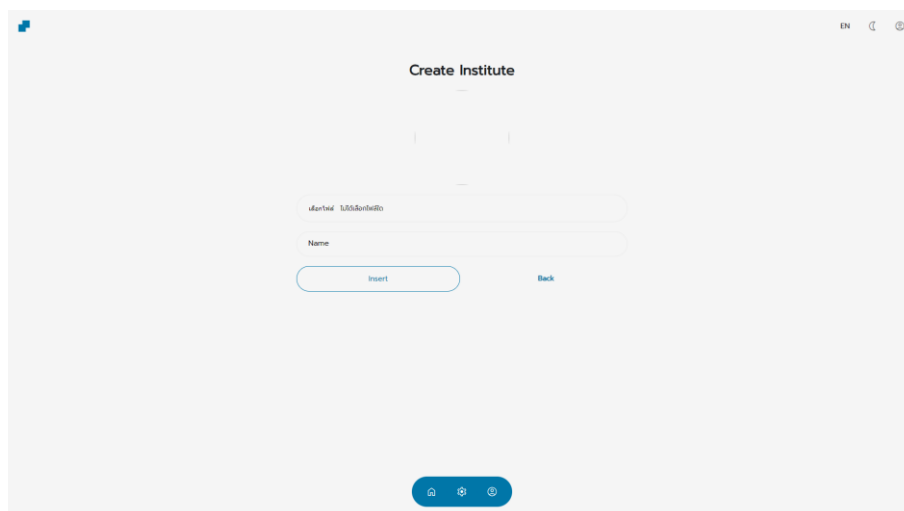 EN
Create Institute
เลือกไฟล์ ไม่ได้เลือกไฟล์ใด
Name
Insert Back